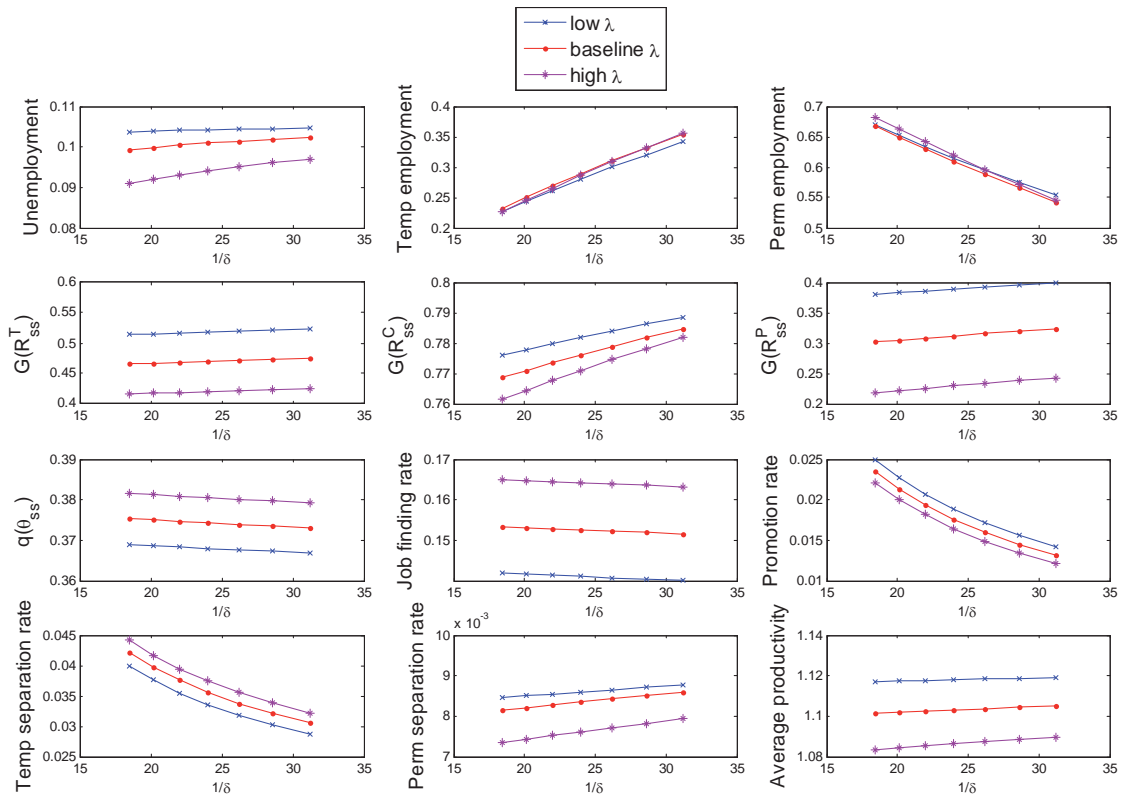 low λ
baseline λ
high λ
Unemployment
0.11
0.1
0.09
0.08
15 20 25 30 35
1/δ
Temp employment
0.4
0.35
0.3
0.25
0.2
15 20 25 30 35
1/δ
Perm employment
0.7
0.65
0.6
0.55
0.5
15 20 25 30 35
1/δ
G(R_ss^T)
0.6
0.55
0.5
0.45
0.4
15 20 25 30 35
1/δ
G(R_ss^C)
0.8
0.79
0.78
0.77
0.76
15 20 25 30 35
1/δ
G(R_ss^P)
0.4
0.3
0.2
15 20 25 30 35
1/δ
q(θ_ss)
0.39
0.38
0.37
0.36
15 20 25 30 35
1/δ
Job finding rate
0.17
0.16
0.15
15 20 25 30 35
1/δ
Promotion rate
0.025
0.02
0.015
0.01
15 20 25 30 35
1/δ
Temp separation rate
0.045
0.04
0.035
0.03
0.025
15 20 25 30 35
1/δ
Perm separation rate
x 10^-3
10
9
8
7
6
15 20 25 30 35
1/δ
Average productivity
1.14
1.12
1.1
1.08
15 20 25 30 35
1/δ